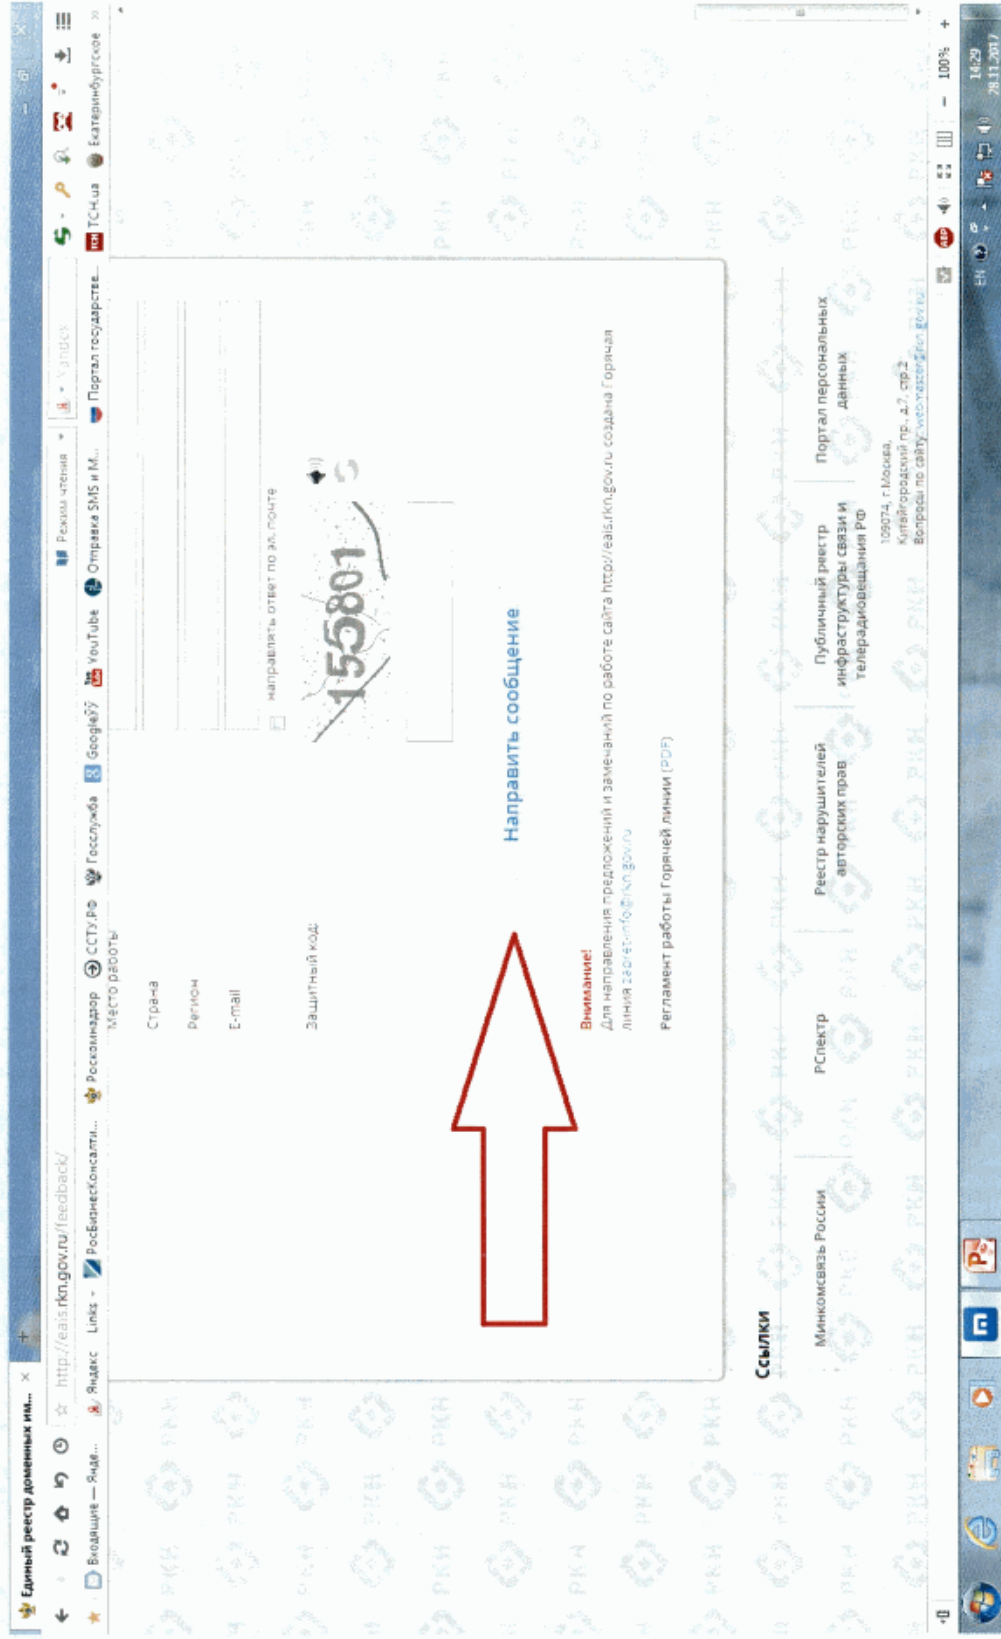 Единый реестр доменных им...
http://eais.rkn.gov.ru/feedback/
Режим чтения
Yandex
Входящие — Янде...
Яндекс
Links
РосБизнесКонсалти...
Роскомнадзор
ССТУ.РФ
Госслужба
GoogleӮӮ
YouTube
Отправка SMS и М...
Портал государстве...
ТСН.ua
Екатеринбургское
Место работы
Страна
Регион
E-mail
направлять ответ по эл. почте
Защитный код:
155801
Направить сообщение
Внимание!
Для направления предложений и замечаний по работе сайта http://eais.rkn.gov.ru создана Горячая
линия zapret-info@rkn.gov.ru
Регламент работы Горячей линии (PDF)
Ссылки
Минкомсвязь России
РСпектр
Реестр нарушителей
авторских прав
Публичный реестр
инфраструктуры связи и
телерадиовещания РФ
Портал персональных
данных
109074, г.Москва,
Китайгородский пр., д.7, стр.2
Вопросы по сайту:
100%
EN
14:29
28.11.2017